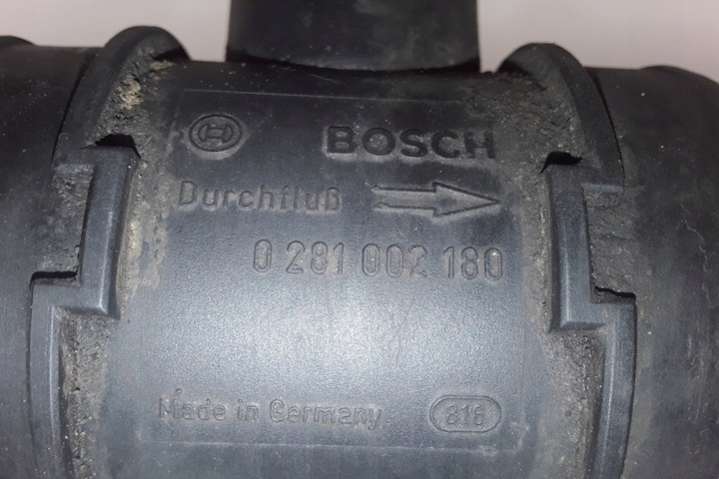 BOSCH
Durchfluß
0 281 002 180
Made in Germany
816